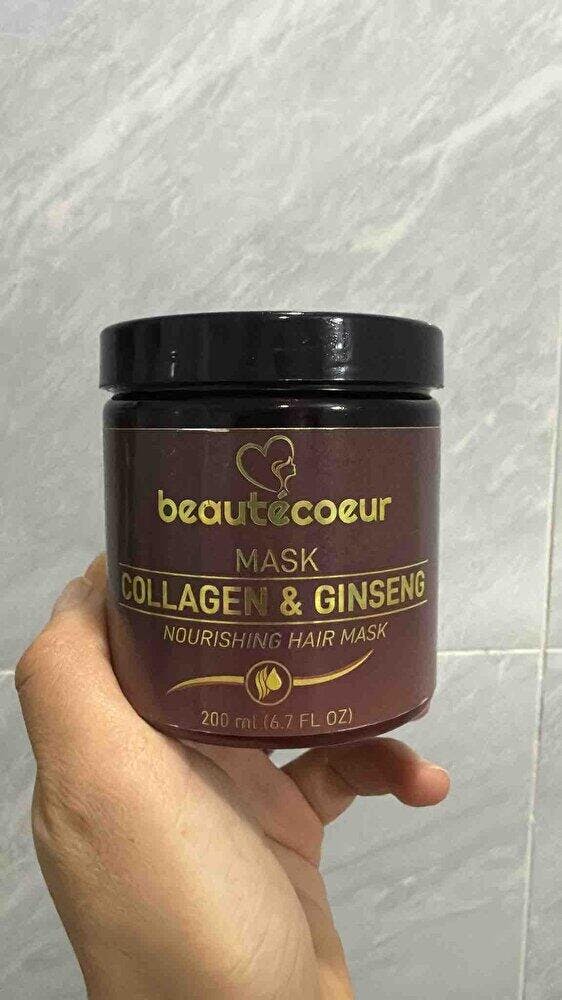 beautécoeur
MASK
COLLAGEN & GINSENG
NOURISHING HAIR MASK
200 ml (6.7 FL OZ)